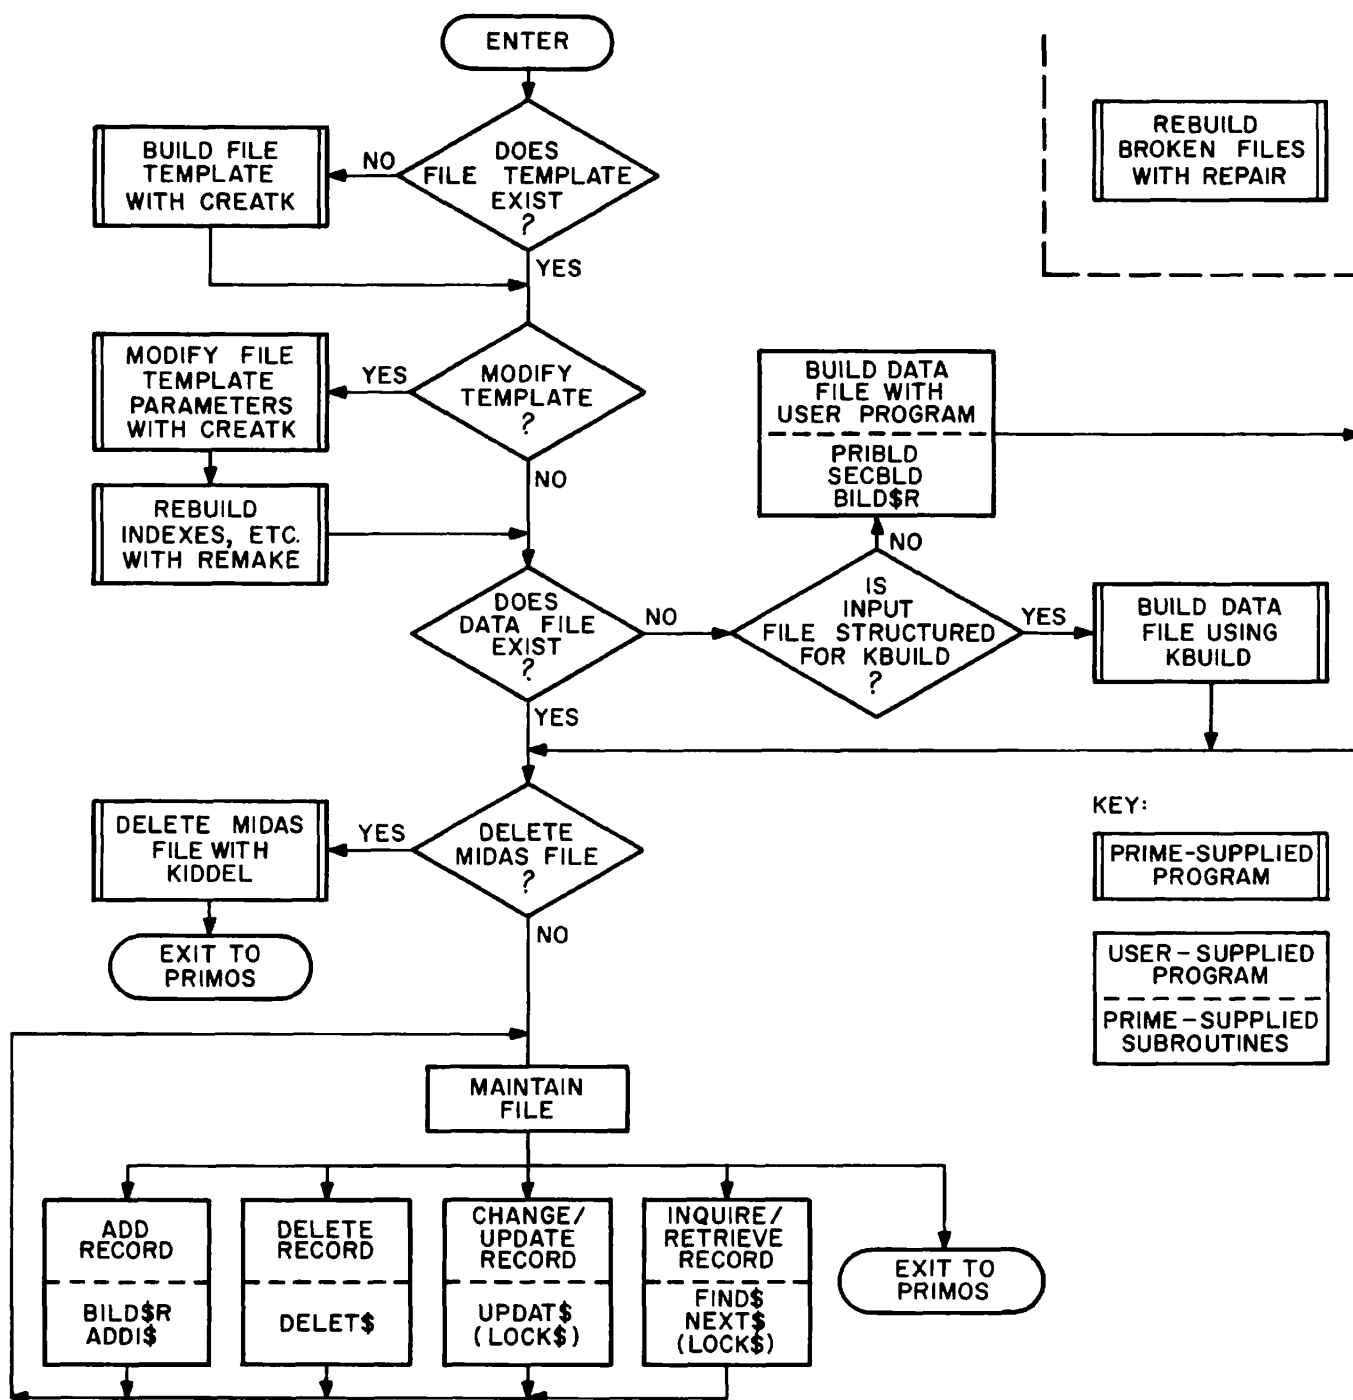 ENTER
DOES
FILE TEMPLATE
EXIST
?
NO
BUILD FILE
TEMPLATE
WITH CREATK
YES
REBUILD
BROKEN FILES
WITH REPAIR
MODIFY
TEMPLATE
?
YES
MODIFY FILE
TEMPLATE
PARAMETERS
WITH CREATK
NO
REBUILD
INDEXES, ETC.
WITH REMAKE
BUILD DATA
FILE WITH
USER PROGRAM
PRIBLD
SECBLD
BILD$R
NO
DOES
DATA FILE
EXIST
?
NO
IS
INPUT
FILE STRUCTURED
FOR KBUILD
?
YES
BUILD DATA
FILE USING
KBUILD
YES
DELETE
MIDAS FILE
?
YES
DELETE MIDAS
FILE WITH
KIDDEL
EXIT TO
PRIMOS
NO
KEY:
PRIME-SUPPLIED
PROGRAM
USER-SUPPLIED
PROGRAM
PRIME-SUPPLIED
SUBROUTINES
MAINTAIN
FILE
ADD
RECORD
BILD$R
ADDI$
DELETE
RECORD
DELET$
CHANGE/
UPDATE
RECORD
UPDAT$
(LOCK$)
INQUIRE/
RETRIEVE
RECORD
FIND$
NEXT$
(LOCK$)
EXIT TO
PRIMOS